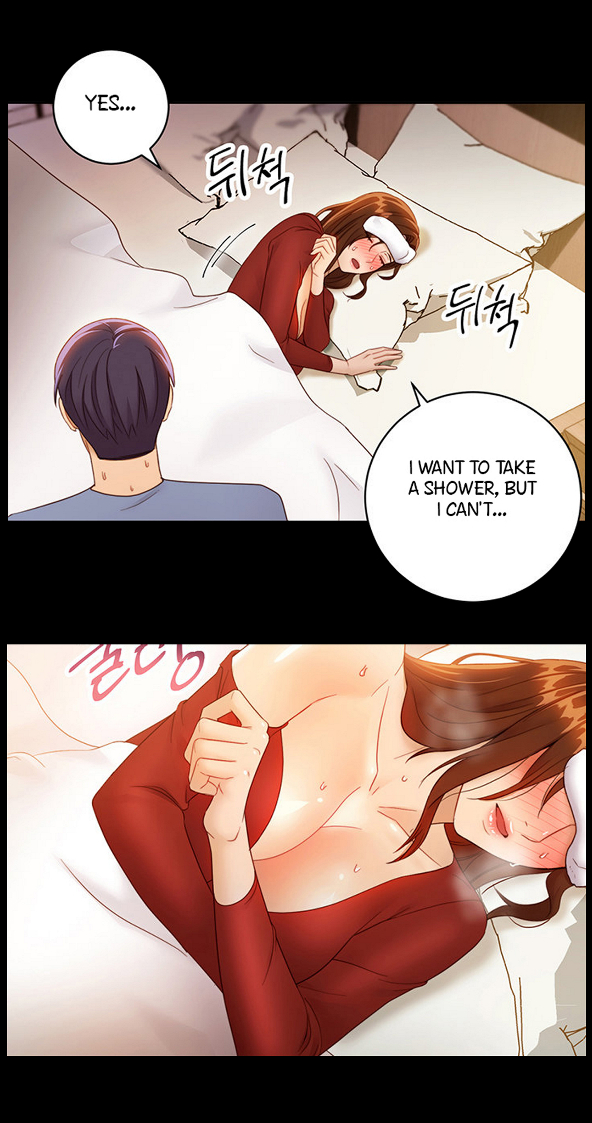 YES...
뒤척
뒤척
I WANT TO TAKE
A SHOWER, BUT
I CAN'T...